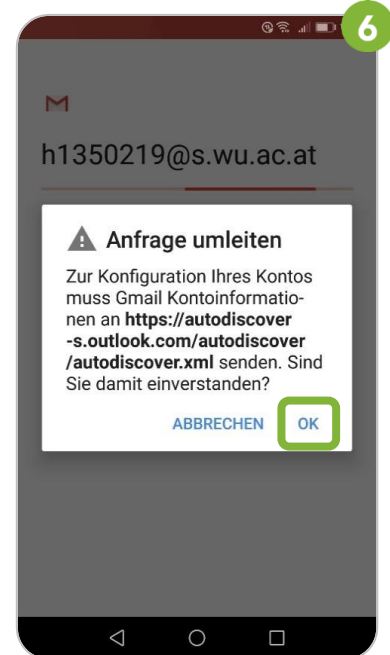 6
h1350219@s.wu.ac.at
Anfrage umleiten
Zur Konfiguration Ihres Kontos
muss Gmail Kontoinformatio-
nen an https://autodiscover
-s.outlook.com/autodiscover
/autodiscover.xml senden. Sind
Sie damit einverstanden?
ABBRECHEN OK